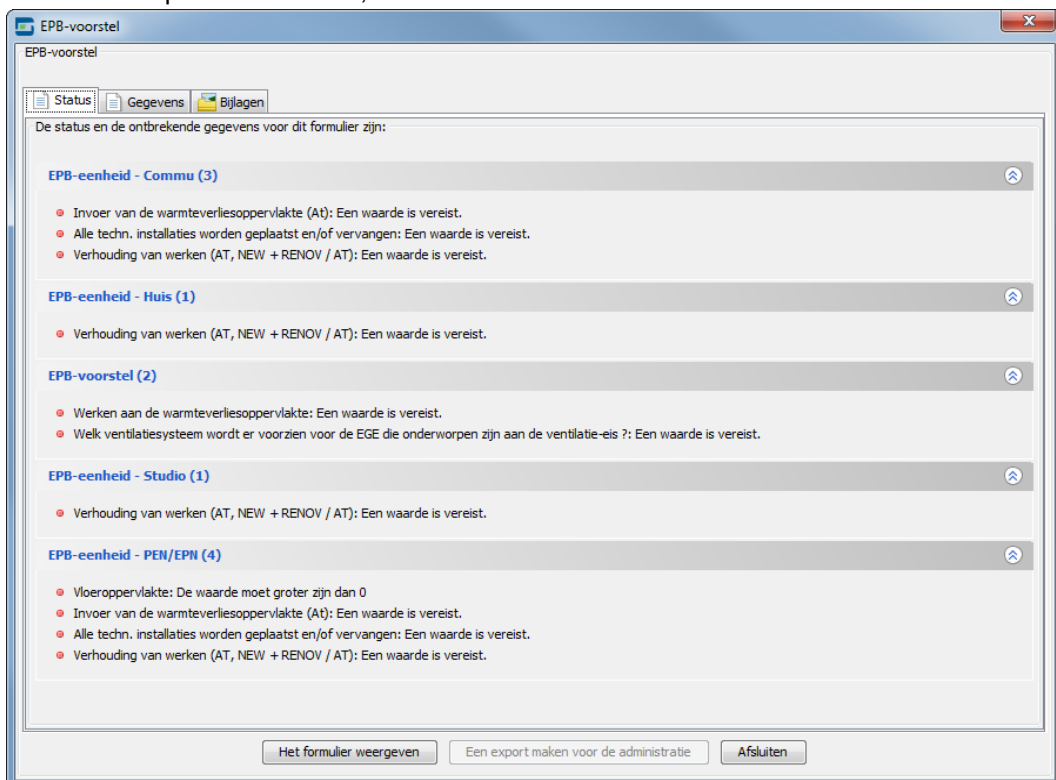 EPB-voorstel
x
EPB-voorstel
Status Gegevens Bijlagen
De status en de ontbrekende gegevens voor dit formulier zijn:
EPB-eenheid - Commu (3)
Invoer van de warmteverliesoppervlakte (At): Een waarde is vereist.
Alle techn. installaties worden geplaatst en/of vervangen: Een waarde is vereist.
Verhouding van werken (AT, NEW + RENOV / AT): Een waarde is vereist.
EPB-eenheid - Huis (1)
Verhouding van werken (AT, NEW + RENOV / AT): Een waarde is vereist.
EPB-voorstel (2)
Werken aan de warmteverliesoppervlakte: Een waarde is vereist.
Welk ventilatiesysteem wordt er voorzien voor de EGE die onderworpen zijn aan de ventilatie-eis ?: Een waarde is vereist.
EPB-eenheid - Studio (1)
Verhouding van werken (AT, NEW + RENOV / AT): Een waarde is vereist.
EPB-eenheid - PEN/EPN (4)
Vloeroppervlakte: De waarde moet groter zijn dan 0
Invoer van de warmteverliesoppervlakte (At): Een waarde is vereist.
Alle techn. installaties worden geplaatst en/of vervangen: Een waarde is vereist.
Verhouding van werken (AT, NEW + RENOV / AT): Een waarde is vereist.
Het formulier weergeven Een export maken voor de administratie Afsluiten